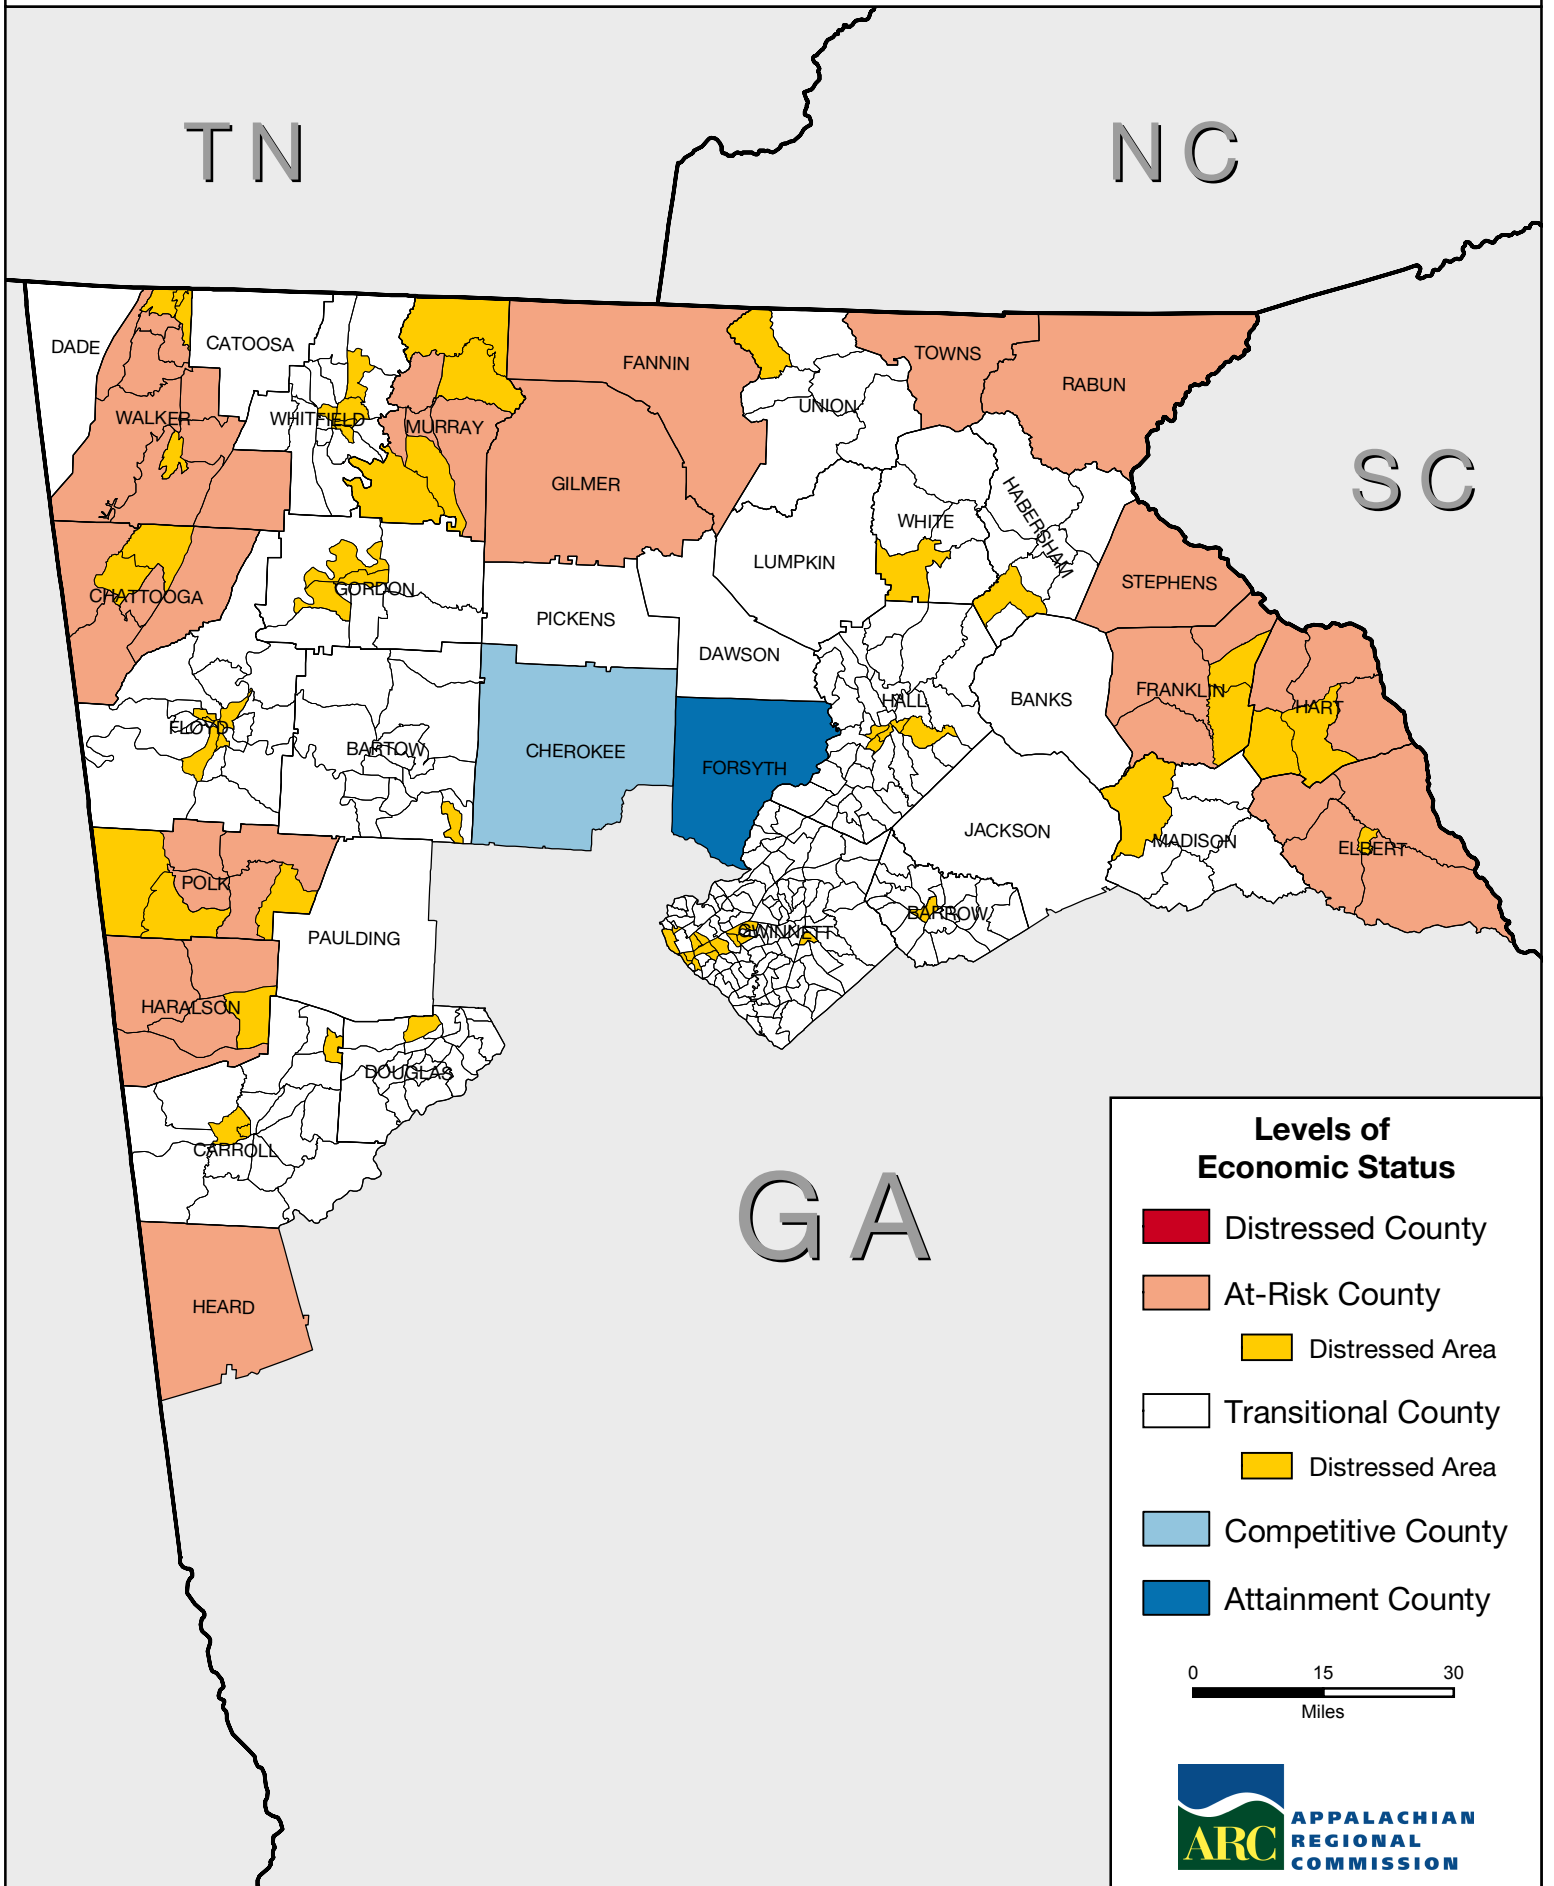 TN
NC
SC
GA
DADE
CATOOSA
WALKER
WHITFIELD
MURRAY
FANNIN
GILMER
UNION
TOWNS
RABUN
WHITE
HABERSHAM
LUMPKIN
STEPHENS
CHATTOOGA
GORDON
PICKENS
DAWSON
BANKS
FRANKLIN
HART
HALL
FLOYD
BARTOW
CHEROKEE
FORSYTH
JACKSON
MADISON
ELBERT
POLK
PAULDING
GWINNETT
BARROW
HARALSON
DOUGLAS
CARROLL
HEARD
Levels of
Economic Status
Distressed County
At-Risk County
Distressed Area
Transitional County
Distressed Area
Competitive County
Attainment County
0 15 30
Miles
ARC
APPALACHIAN
REGIONAL
COMMISSION